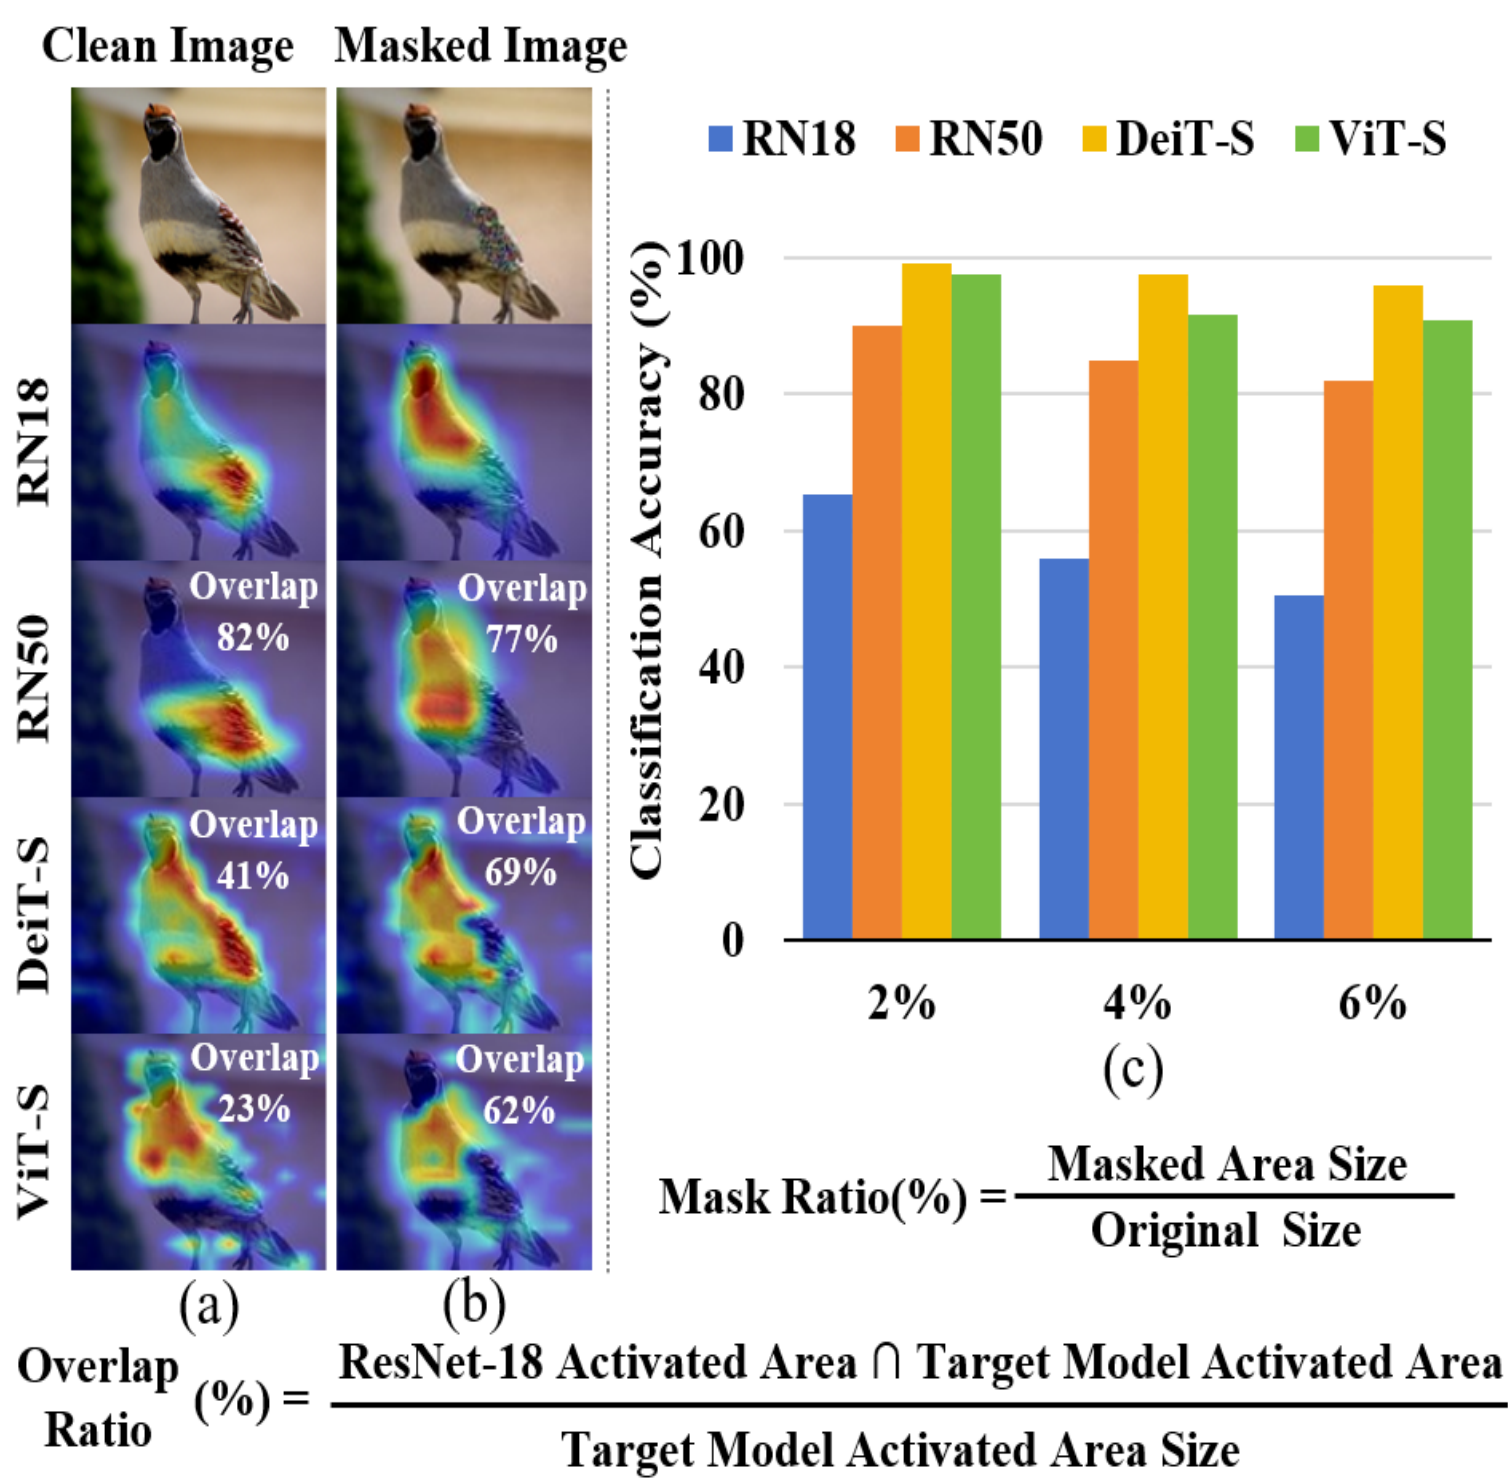 Clean Image
Masked Image
RN18
RN50
Overlap
82%
Overlap
77%
DeiT-S
Overlap
41%
Overlap
69%
ViT-S
Overlap
23%
Overlap
62%
(a)
(b)
RN18 RN50 DeiT-S ViT-S
Classification Accuracy (%)
100
80
60
40
20
0
2% 4% 6%
(c)
Mask Ratio(%) =
Masked Area Size
Original Size
Overlap
Ratio
(%) =
ResNet-18 Activated Area ∩ Target Model Activated Area
Target Model Activated Area Size